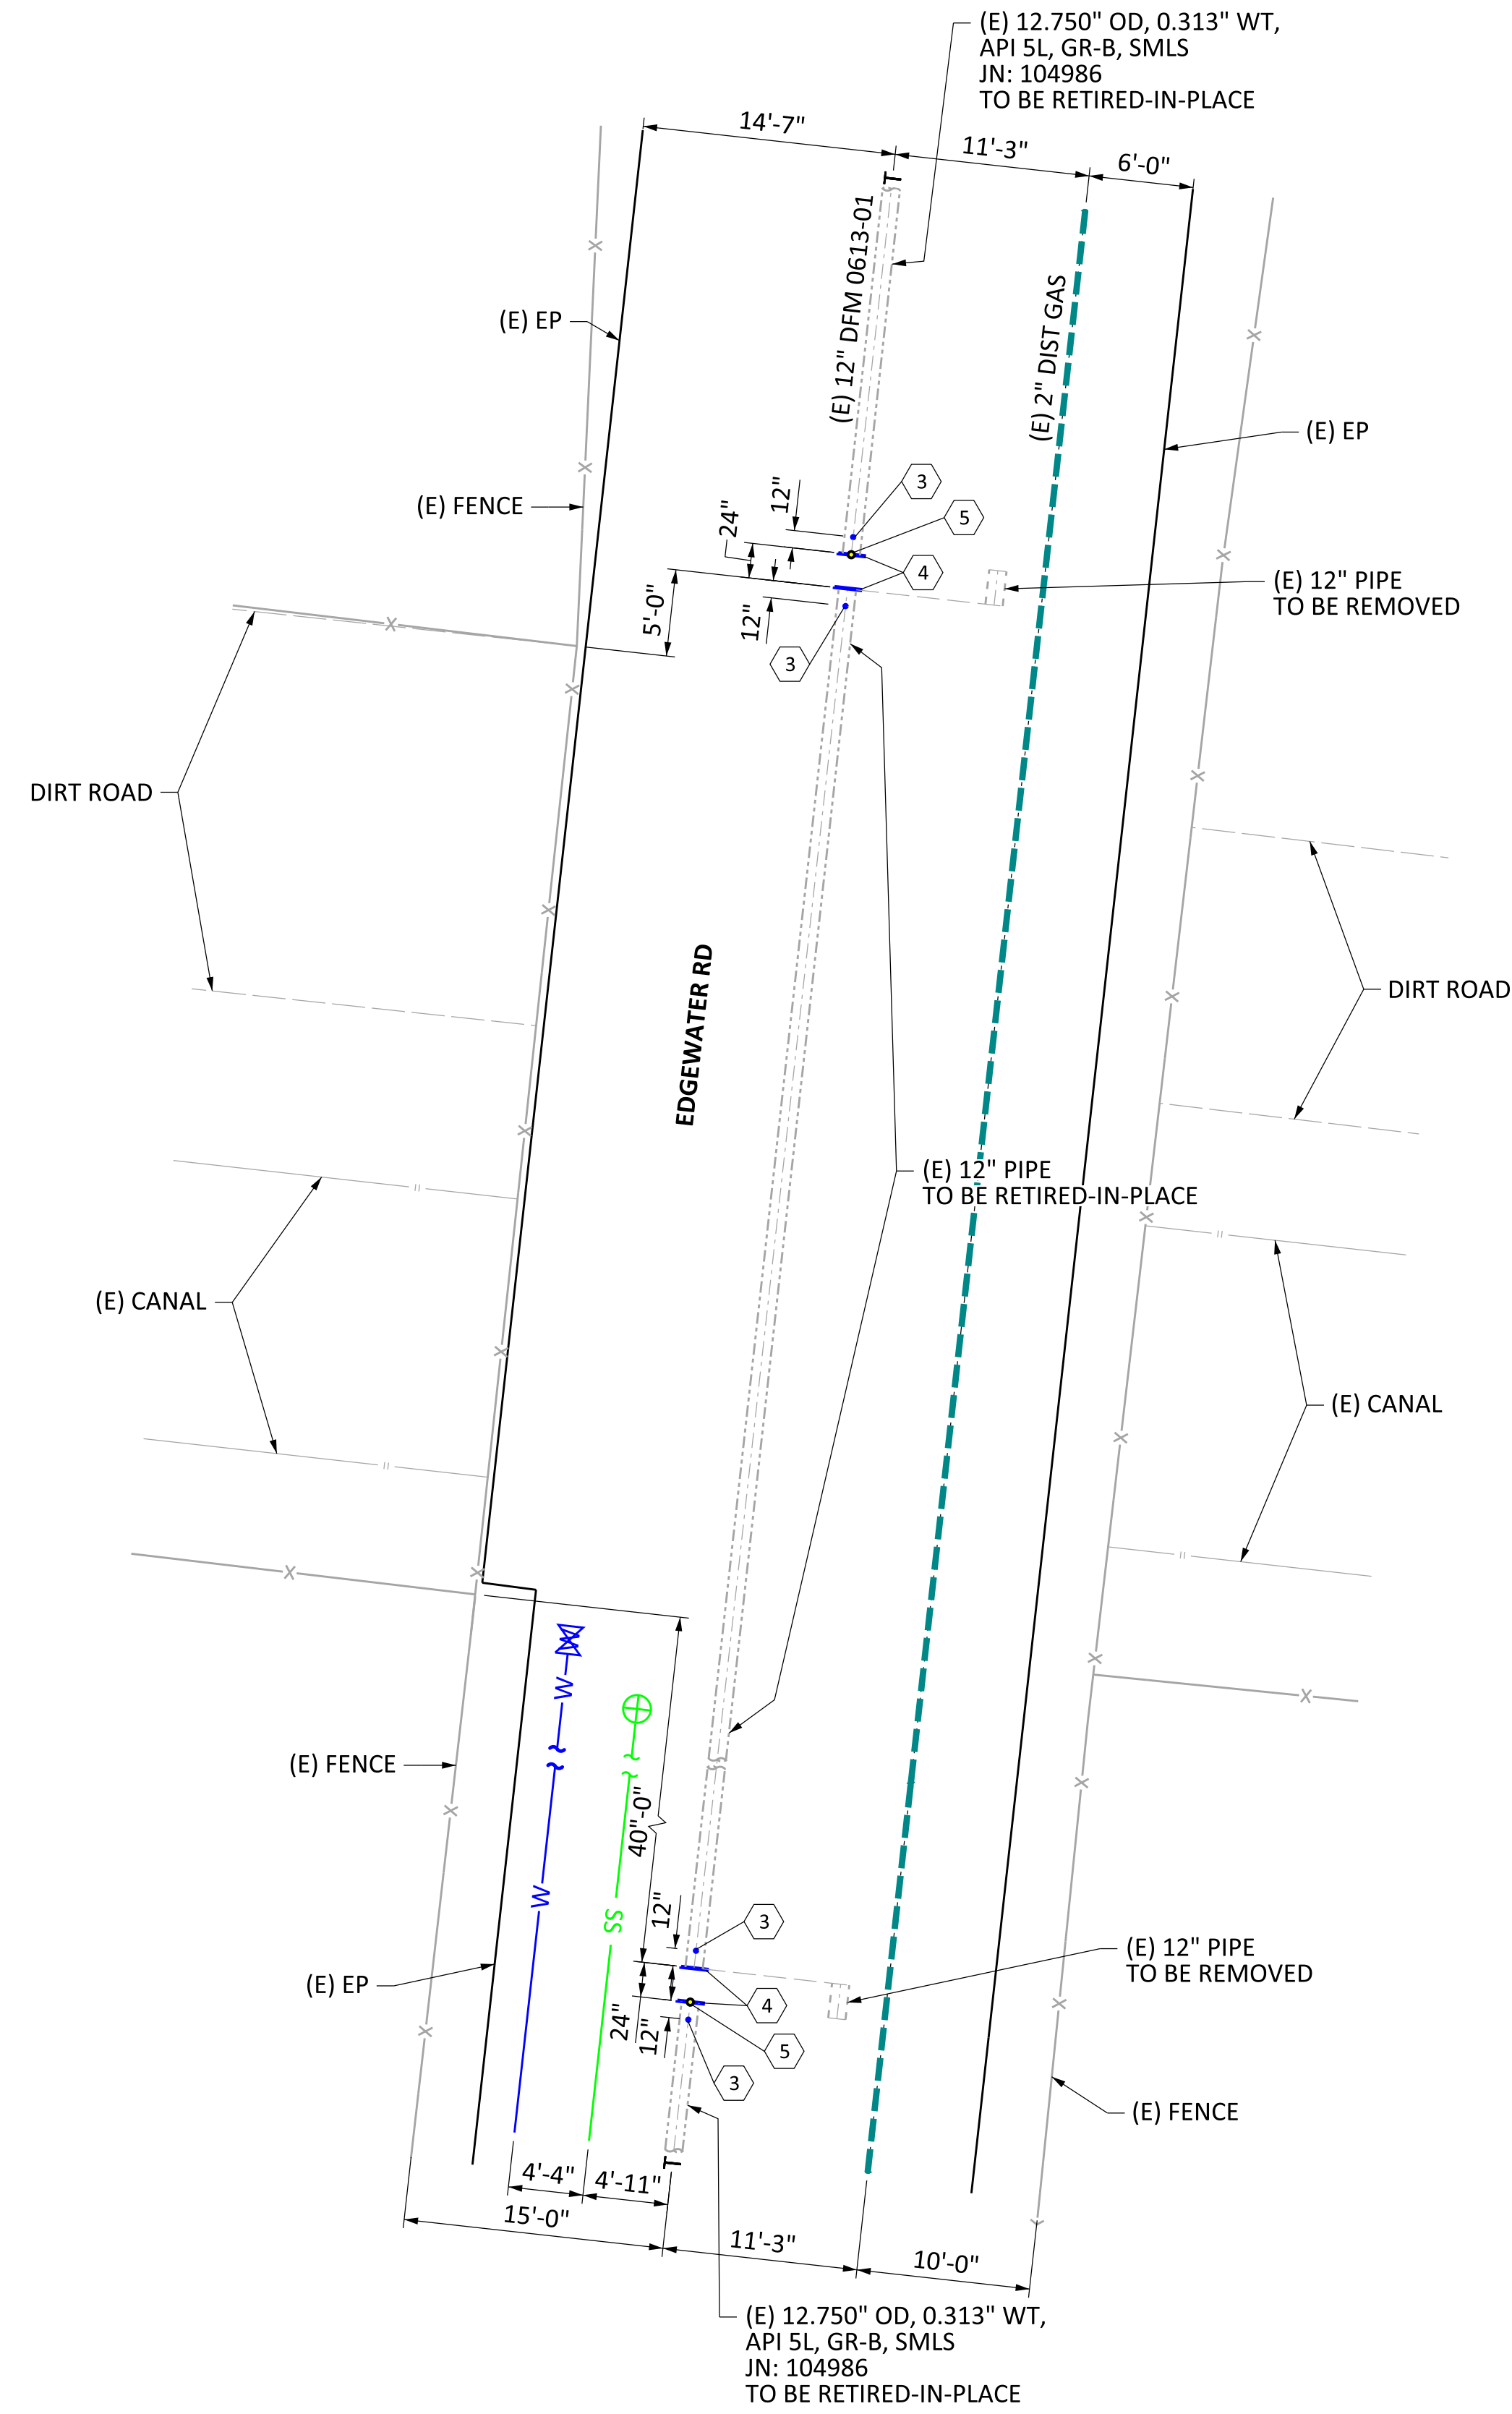 (E) 12.750" OD, 0.313" WT,
API 5L, GR-B, SMLS
JN: 104986
TO BE RETIRED-IN-PLACE
14'-7"
11'-3"
6'-0"
T
(E) 12" DFM 0613-01
(E) 2" DIST GAS
(E) EP
X
X
(E) EP
X
(E) FENCE
3
12"
5
24"
X
4
(E) 12" PIPE
TO BE REMOVED
5'-0"
12"
X
3
X
DIRT ROAD
X
X
DIRT ROAD
X
EDGEWATER RD
X
(E) 12" PIPE
TO BE RETIRED-IN-PLACE
X
(E) CANAL
X
(E) CANAL
X
X
X
X
X
W
(E) FENCE
X
X
40"-0"
W
SS
12"
3
(E) 12" PIPE
TO BE REMOVED
(E) EP
4
X
24"
12"
X
5
3
(E) FENCE
T
4'-4"
4'-11"
15'-0"
11'-3"
10'-0"
(E) 12.750" OD, 0.313" WT,
API 5L, GR-B, SMLS
JN: 104986
TO BE RETIRED-IN-PLACE